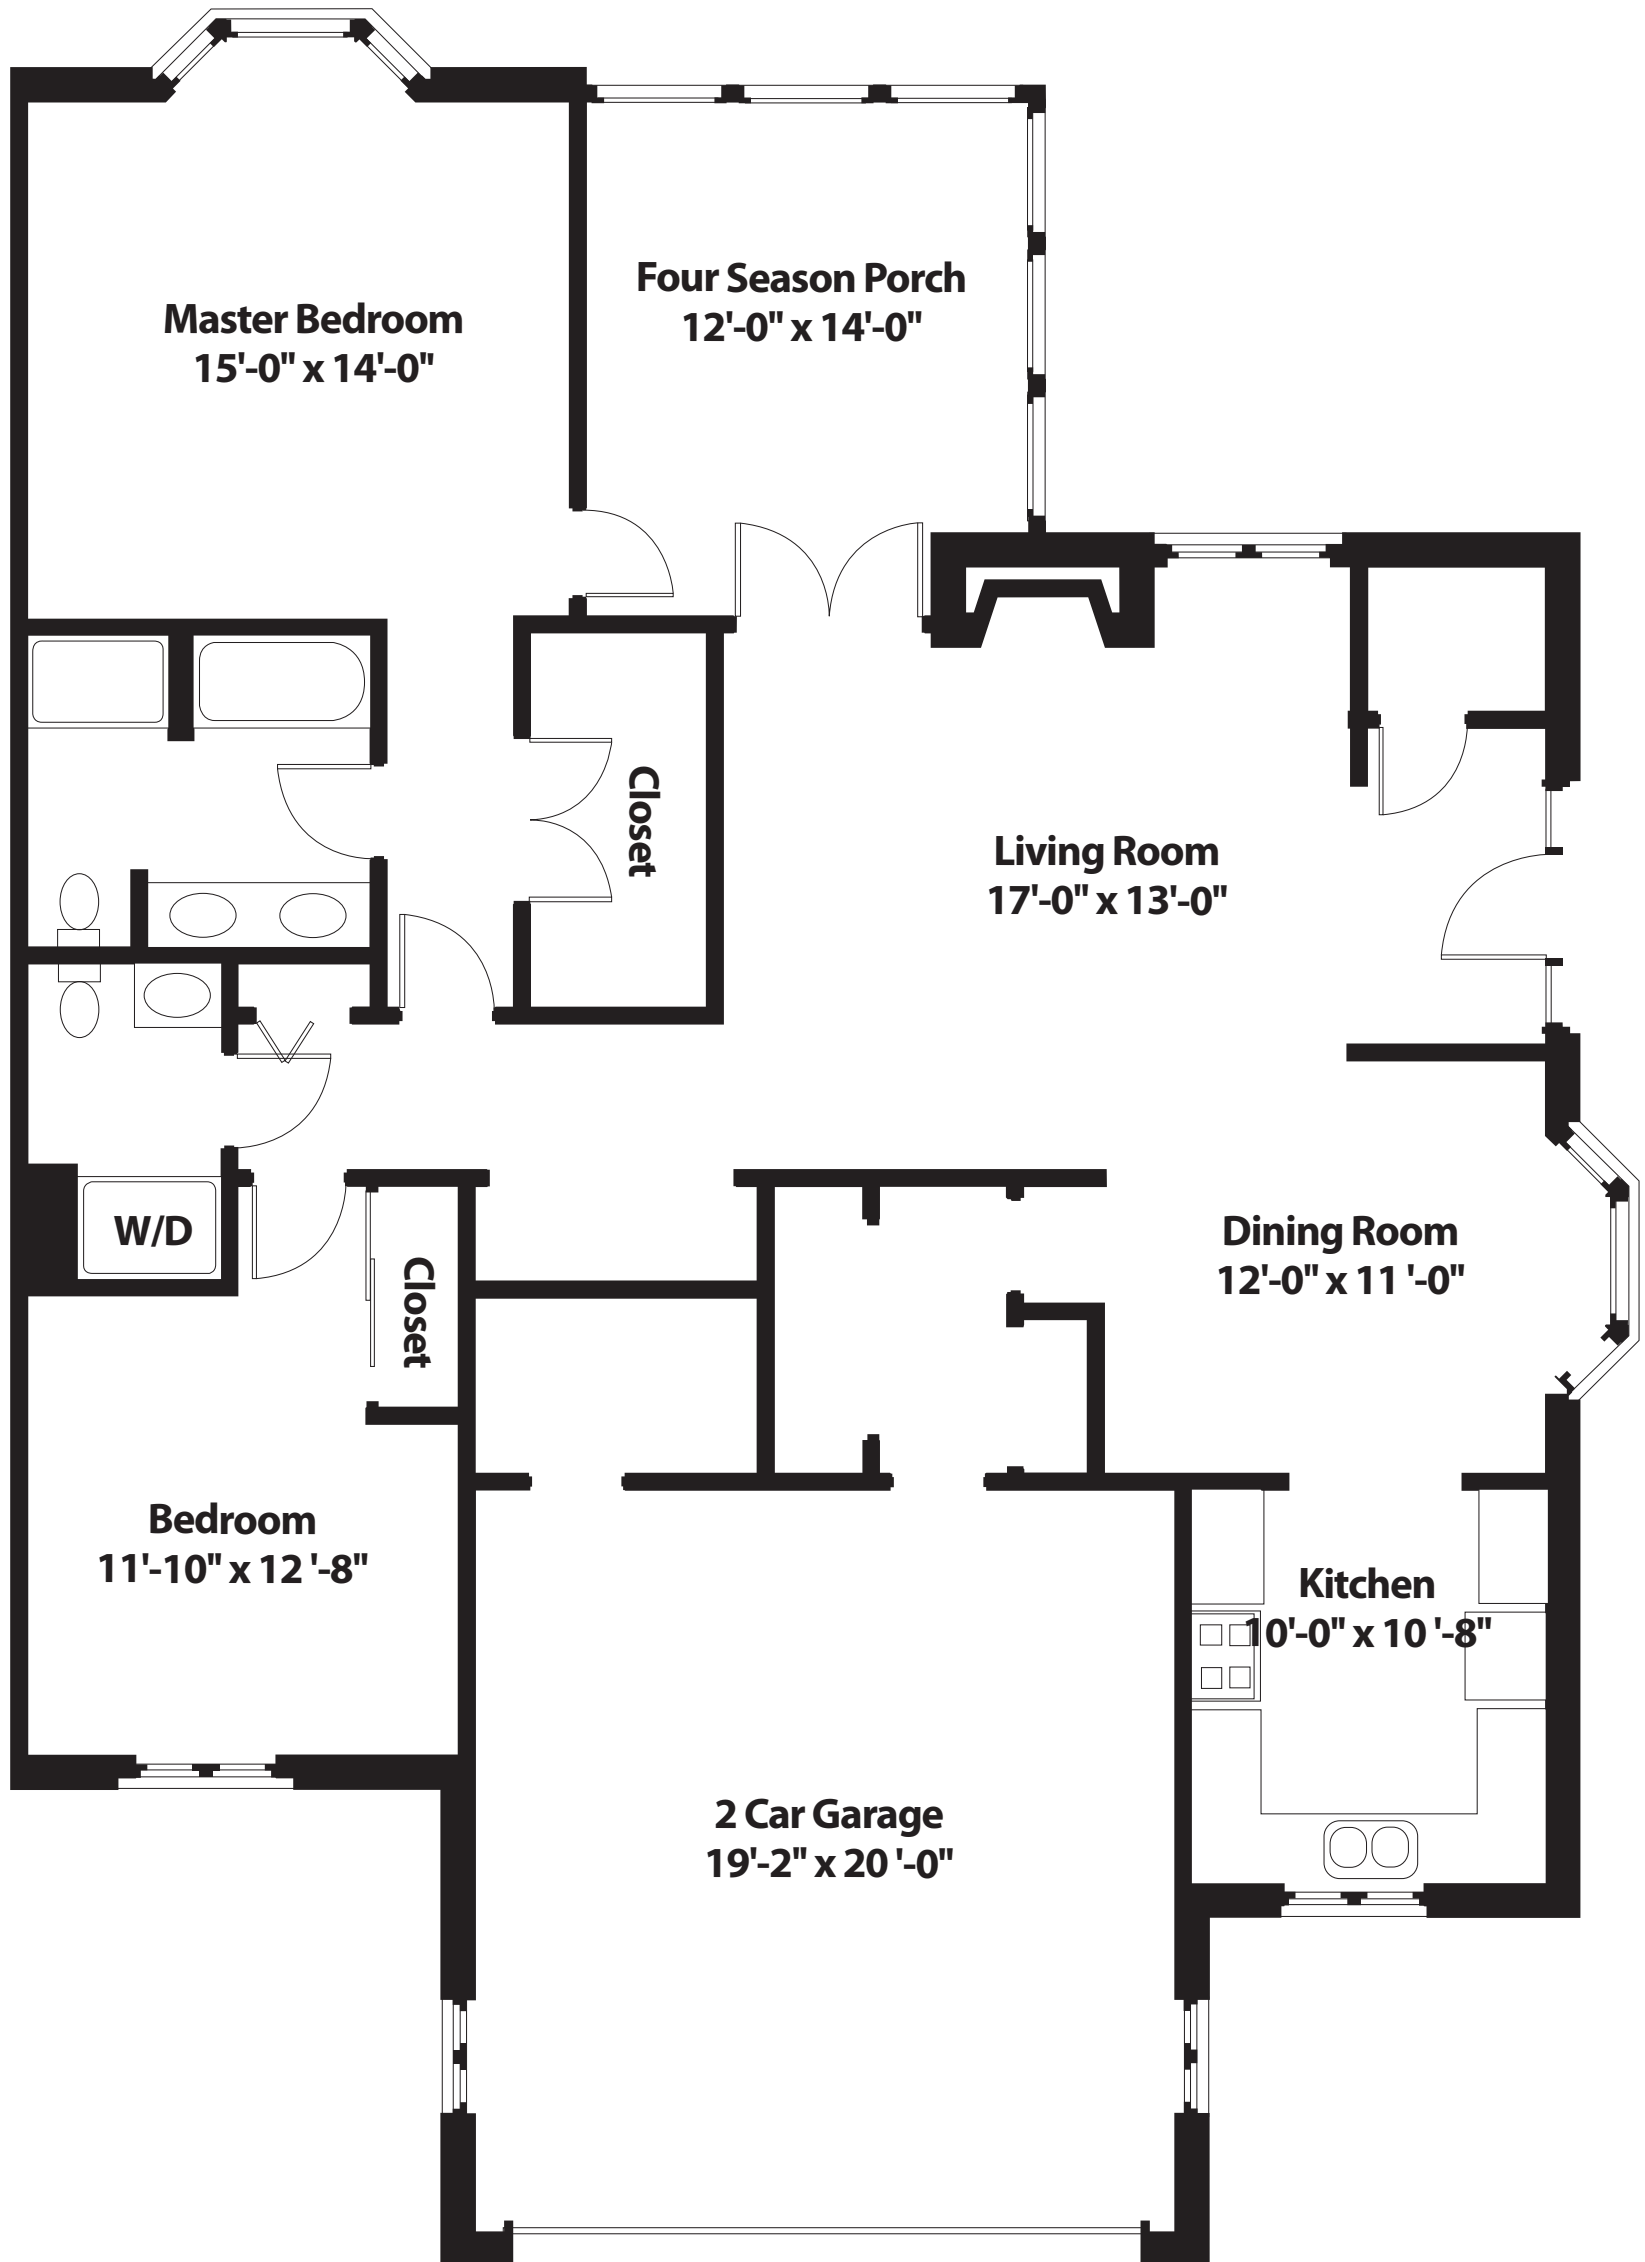 Four Season Porch
12'-0" x 14'-0"
Master Bedroom
15'-0" x 14'-0"
Closet
Living Room
17'-0" x 13'-0"
W/D
Closet
Dining Room
12'-0" x 11 '-0"
Bedroom
11'-10" x 12 '-8"
Kitchen
10'-0" x 10 '-8"
2 Car Garage
19'-2" x 20 '-0"